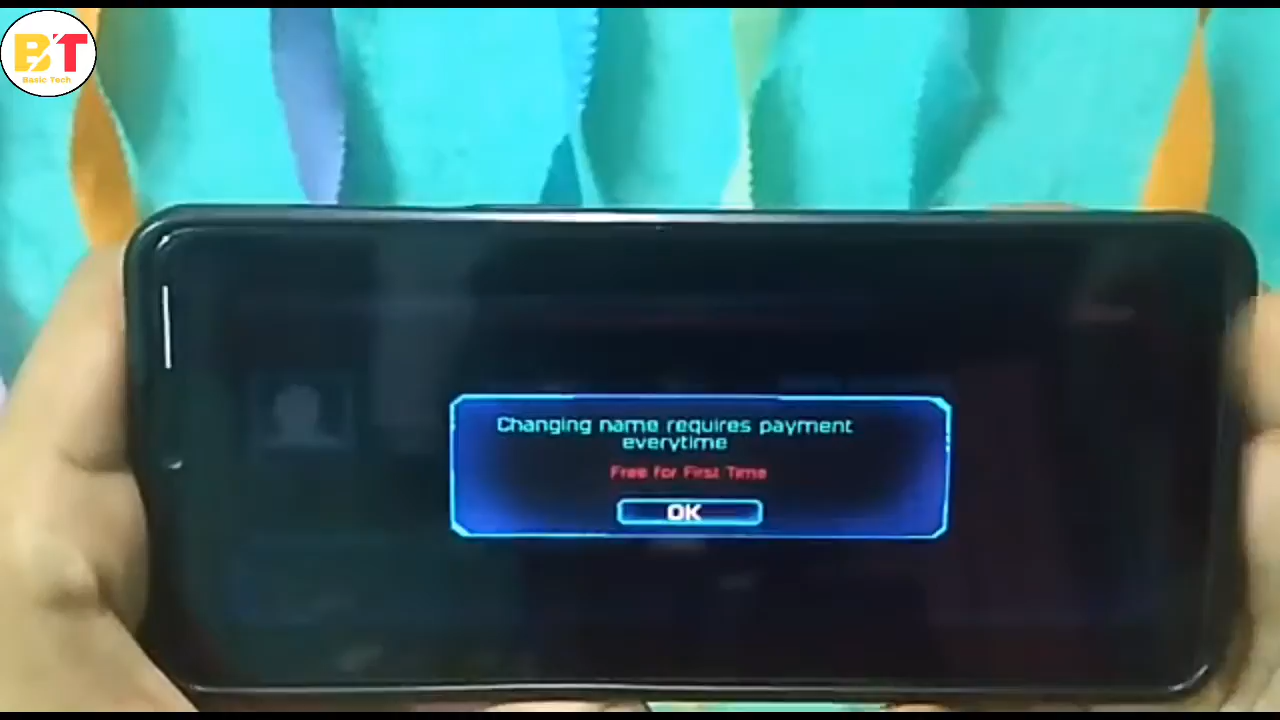 BT
Basic Tech
Changing name requires payment
everytime
Free for First Time
OK